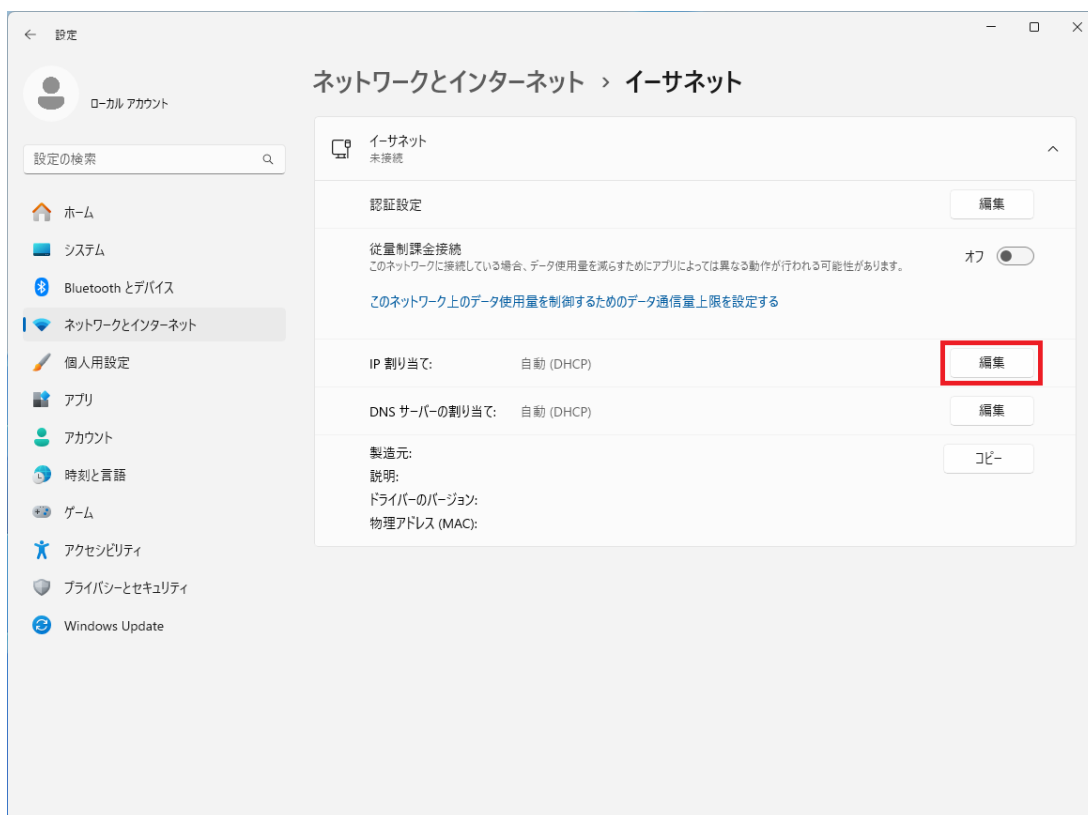 設定
ローカル アカウント
設定の検索
ホーム
システム
Bluetooth とデバイス
ネットワークとインターネット
個人用設定
アプリ
アカウント
時刻と言語
ゲーム
アクセシビリティ
プライバシーとセキュリティ
Windows Update
ネットワークとインターネット › イーサネット
イーサネット
未接続
認証設定 編集
従量制課金接続
このネットワークに接続している場合、データ使用量を減らすためにアプリによっては異なる動作が行われる可能性があります。
オフ
このネットワーク上のデータ使用量を制御するためのデータ通信量上限を設定する
IP 割り当て: 自動 (DHCP) 編集
DNS サーバーの割り当て: 自動 (DHCP) 編集
製造元: コピー
説明:
ドライバーのバージョン:
物理アドレス (MAC):